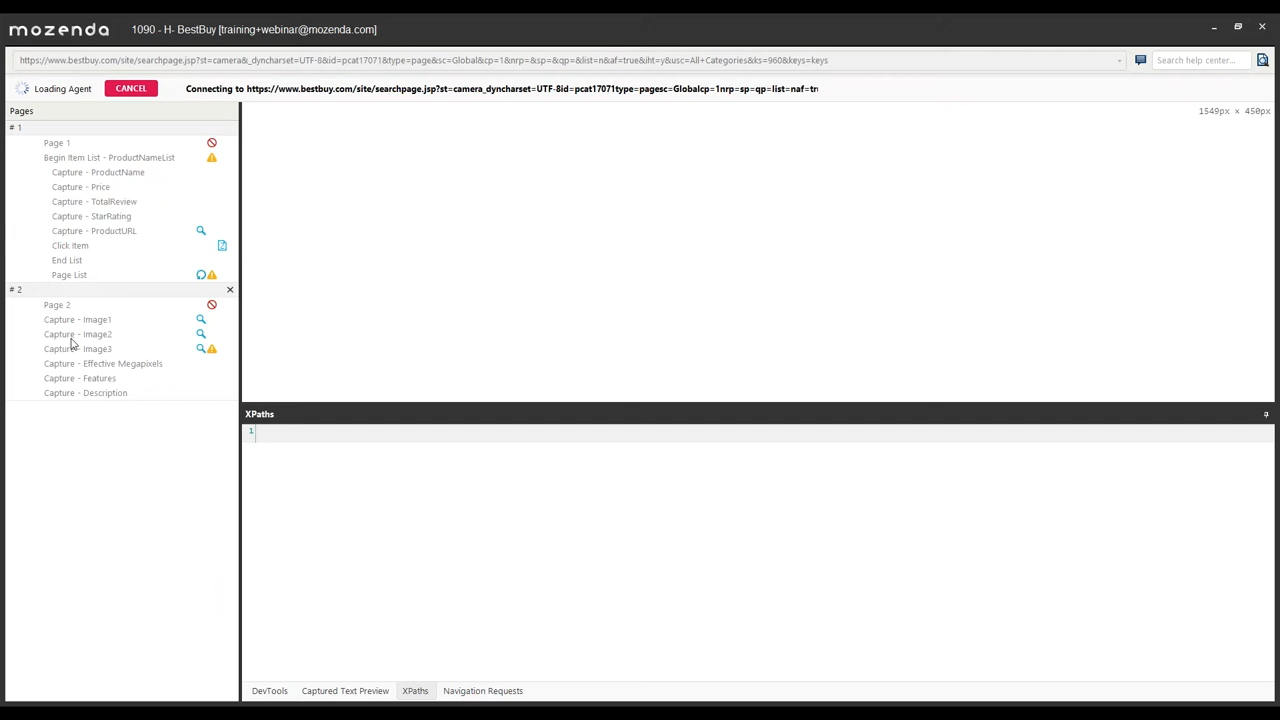 mozenda 1090 - H- BestBuy [training+webinar@mozenda.com]
https://www.bestbuy.com/site/searchpage.jsp?st=camera&_dyncharset=UTF-8&id=pcat17071&type=page&sc=Global&cp=1&nrp=&sp=&qp=&list=n&af=true&iht=y&usc=All+Categories&ks=960&keys=keys Search help center...
Loading Agent CANCEL Connecting to https://www.bestbuy.com/site/searchpage.jsp?st=camera_dyncharset=UTF-8id=pcat17071type=pagesc=Globalcp=1nrp=sp=qp=list=naf=tr
Pages 1549px × 450px
# 1
Page 1
Begin Item List - ProductNameList
Capture - ProductName
Capture - Price
Capture - TotalReview
Capture - StarRating
Capture - ProductURL
Click Item 2
End List
Page List
# 2
Page 2
Capture - Image1
Capture - Image2
Capture - Image3
Capture - Effective Megapixels
Capture - Features
Capture - Description
XPaths
1
DevTools Captured Text Preview XPaths Navigation Requests